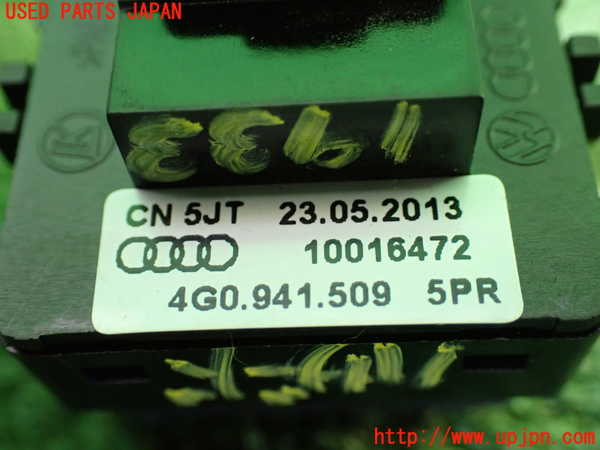 USED PARTS JAPAN
CN 5JT 23.05.2013
10016472
4G0.941.509 5PR
http://www.upjpn.com/